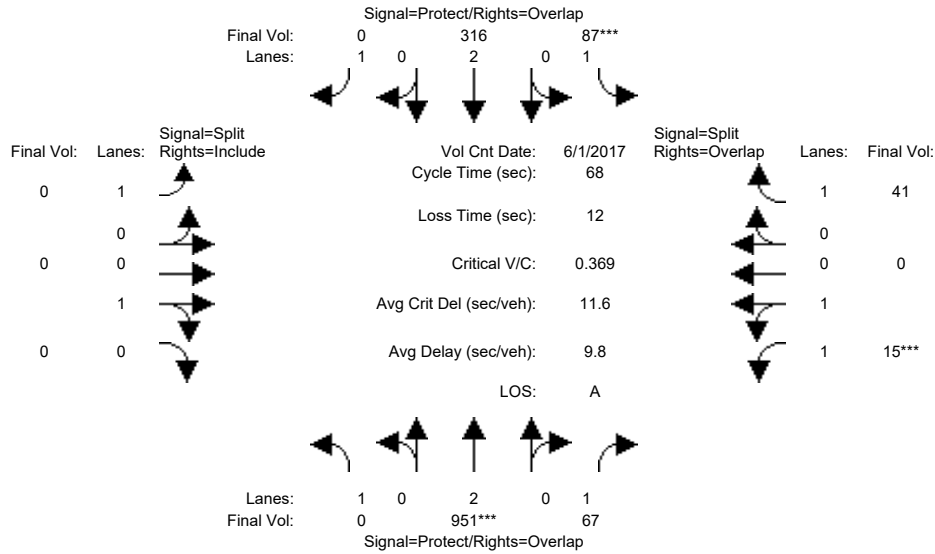 Signal=Protect/Rights=Overlap
Final Vol: 0 316 87***
Lanes: 1 0 2 0 1
Signal=Split
Final Vol: Lanes: Rights=Include
Vol Cnt Date: 6/1/2017
Signal=Split
Rights=Overlap Lanes: Final Vol:
Cycle Time (sec): 68
0 1
1 41
Loss Time (sec): 12
0
0
0 0
Critical V/C: 0.369
0 0
1
Avg Crit Del (sec/veh): 11.6
1
0 0
Avg Delay (sec/veh): 9.8
1 15***
LOS: A
Lanes: 1 0 2 0 1
Final Vol: 0 951*** 67
Signal=Protect/Rights=Overlap